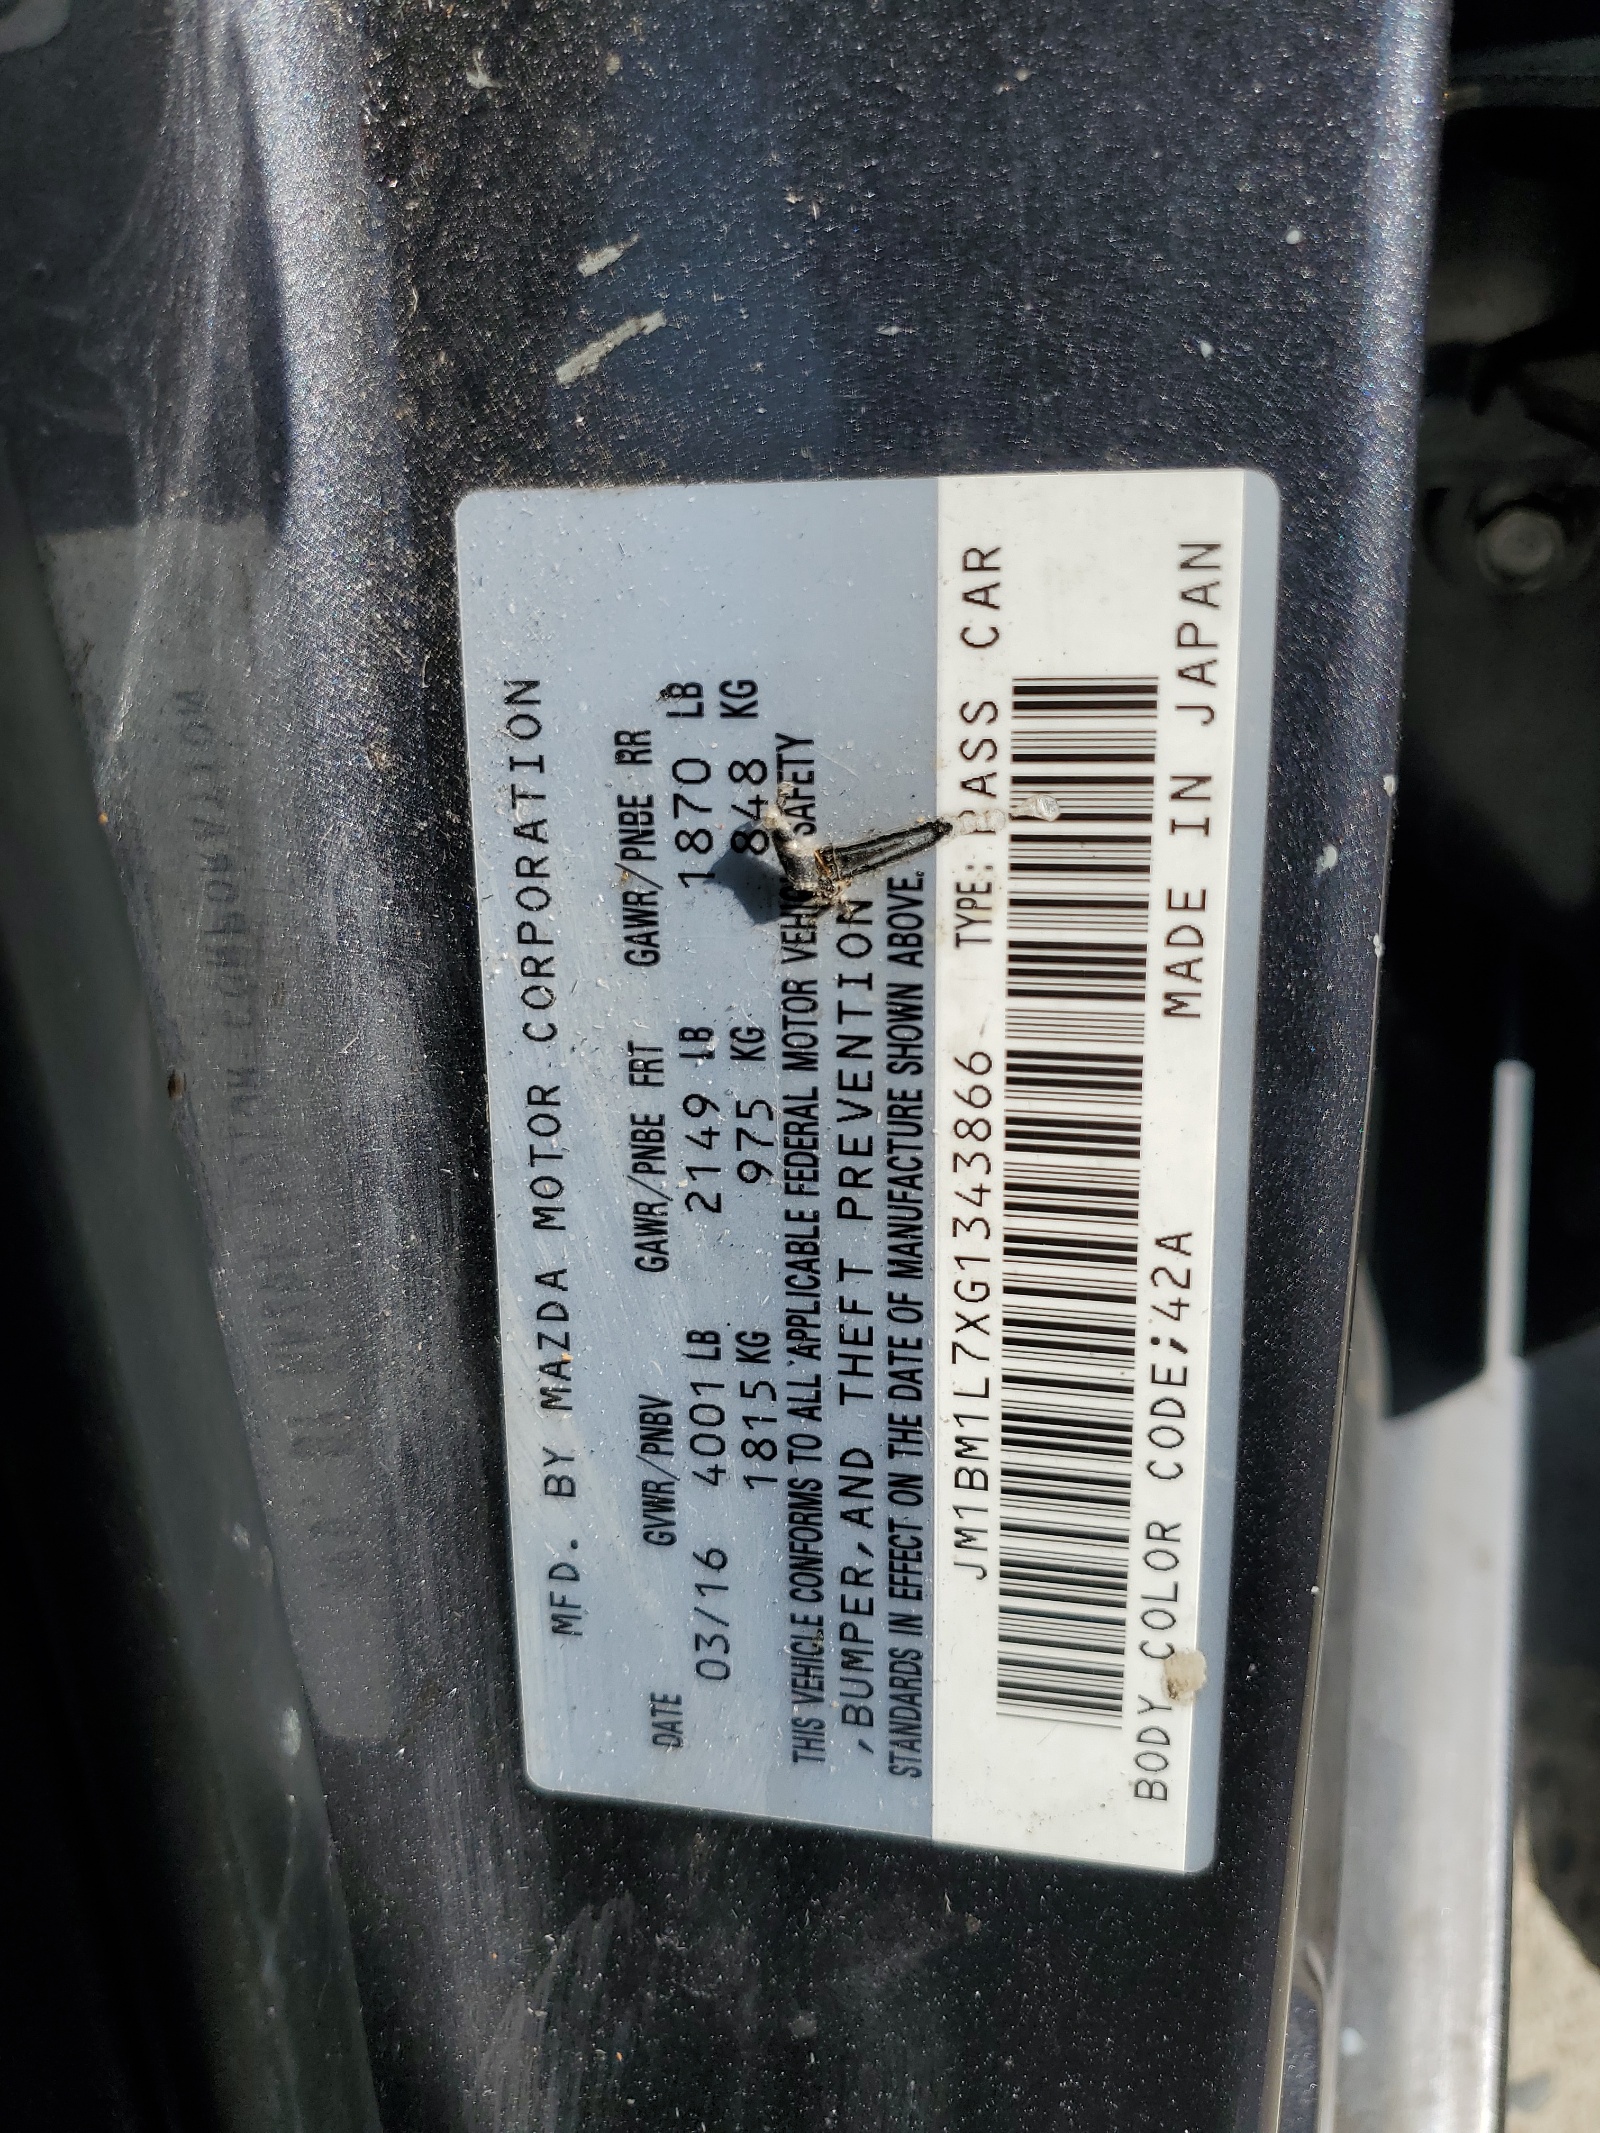 MFD. BY MAZDA MOTOR CORPORATION
DATE GVWR/PNBV GAWR/PNBE FRT GAWR/PNBE RR
03/16 4001 LB 2149 LB 1870 LB
1815 KG 975 KG 848 KG
THIS VEHICLE CONFORMS TO ALL APPLICABLE FEDERAL MOTOR SAFETY
,BUMPER, AND THEFT PREVENTION
STANDARDS IN EFFECT ON THE DATE OF MANUFACTURE SHOWN ABOVE.
JM1BM1L7XG1343866 TYPE: PASS CAR
BODY COLOR CODE;42A MADE IN JAPAN